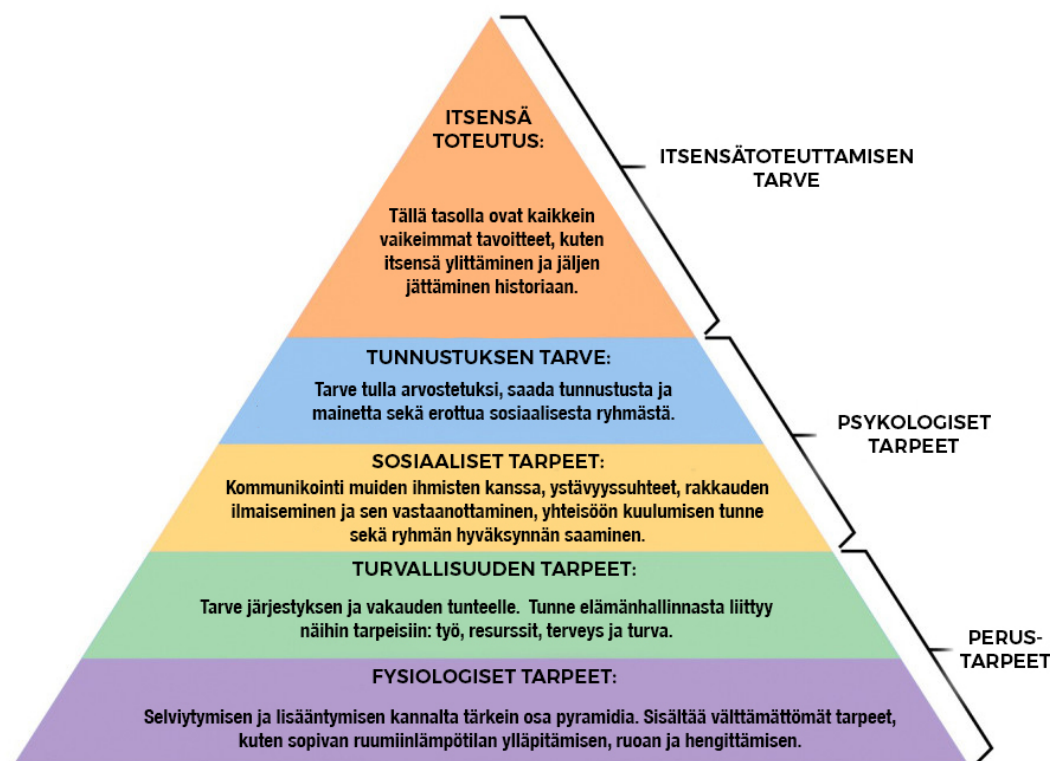 ITSENSÄ
TOTEUTUS:
Tällä tasolla ovat kaikkein
vaikeimmat tavoitteet, kuten
itsensä ylittäminen ja jäljen
jättäminen historiaan.
ITSENSÄTOTEUTTAMISEN
TARVE
TUNNUSTUKSEN TARVE:
Tarve tulla arvostetuksi, saada tunnustusta ja
mainetta sekä erottua sosiaalisesta ryhmästä.
PSYKOLOGISET
TARPEET
SOSIAALISET TARPEET:
Kommunikointi muiden ihmisten kanssa, ystävyyssuhteet, rakkauden
ilmaiseminen ja sen vastaanottaminen, yhteisöön kuulumisen tunne
sekä ryhmän hyväksynnän saaminen.
TURVALLISUUDEN TARPEET:
Tarve järjestyksen ja vakauden tunteelle. Tunne elämänhallinnasta liittyy
näihin tarpeisiin: työ, resurssit, terveys ja turva.
PERUS-
TARPEET
FYSIOLOGISET TARPEET:
Selviytymisen ja lisääntymisen kannalta tärkein osa pyramidia. Sisältää välttämättömät tarpeet,
kuten sopivan ruumiinlämpötilan ylläpitämisen, ruoan ja hengittämisen.